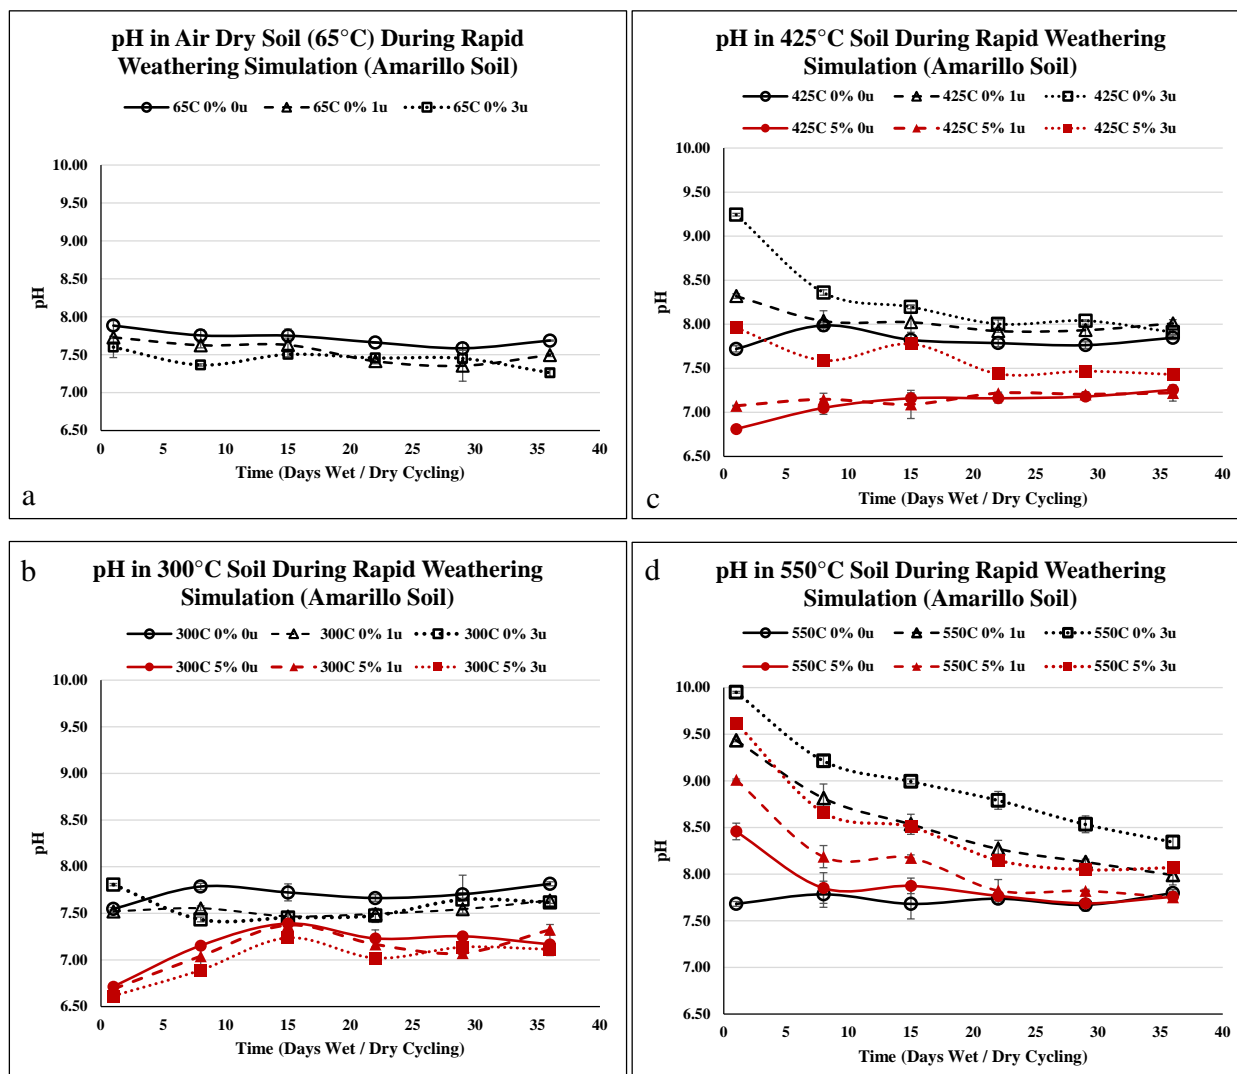 pH in Air Dry Soil (65°C) During Rapid
Weathering Simulation (Amarillo Soil)
65C 0% 0u 65C 0% 1u 65C 0% 3u
10.00
9.50
9.00
8.50
8.00
7.50
7.00
6.50
pH
0 5 10 15 20 25 30 35 40
Time (Days Wet / Dry Cycling)
a
pH in 425°C Soil During Rapid Weathering
Simulation (Amarillo Soil)
425C 0% 0u 425C 0% 1u 425C 0% 3u
425C 5% 0u 425C 5% 1u 425C 5% 3u
10.00
9.50
9.00
8.50
8.00
7.50
7.00
6.50
pH
0 5 10 15 20 25 30 35 40
Time (Days Wet / Dry Cycling)
c
b
pH in 300°C Soil During Rapid Weathering
Simulation (Amarillo Soil)
300C 0% 0u 300C 0% 1u 300C 0% 3u
300C 5% 0u 300C 5% 1u 300C 5% 3u
10.00
9.50
9.00
8.50
8.00
7.50
7.00
6.50
pH
0 5 10 15 20 25 30 35 40
Time (Days Wet / Dry Cycling)
d
pH in 550°C Soil During Rapid Weathering
Simulation (Amarillo Soil)
550C 0% 0u 550C 0% 1u 550C 0% 3u
550C 5% 0u 550C 5% 1u 550C 5% 3u
10.00
9.50
9.00
8.50
8.00
7.50
7.00
6.50
pH
0 5 10 15 20 25 30 35 40
Time (Days Wet / Dry Cycling)